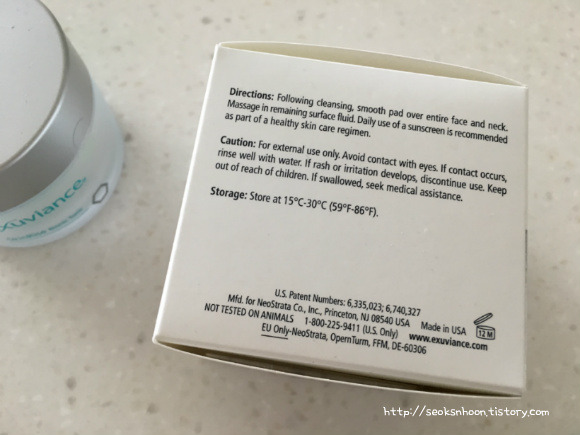 Directions: Following cleansing, smooth pad over entire face and neck.
Massage in remaining surface fluid. Daily use of a sunscreen is recommended
as part of a healthy skin care regimen.
Caution: For external use only. Avoid contact with eyes. If contact occurs,
rinse well with water. If rash or irritation develops, discontinue use. Keep
out of reach of children. If swallowed, seek medical assistance.
Storage: Store at 15°C-30°C (59°F-86°F).
U.S. Patent Numbers: 6,335,023; 6,740,327
Mfd. for NeoStrata Co., Inc., Princeton, NJ 08540 USA Made in USA
NOT TESTED ON ANIMALS 1-800-225-9411 (U.S. Only) www.exuviance.com
EU Only-NeoStrata, OpernTurm, FFM, DE-60306
12 M
exuviance
http://seoksnhoon.tistory.com